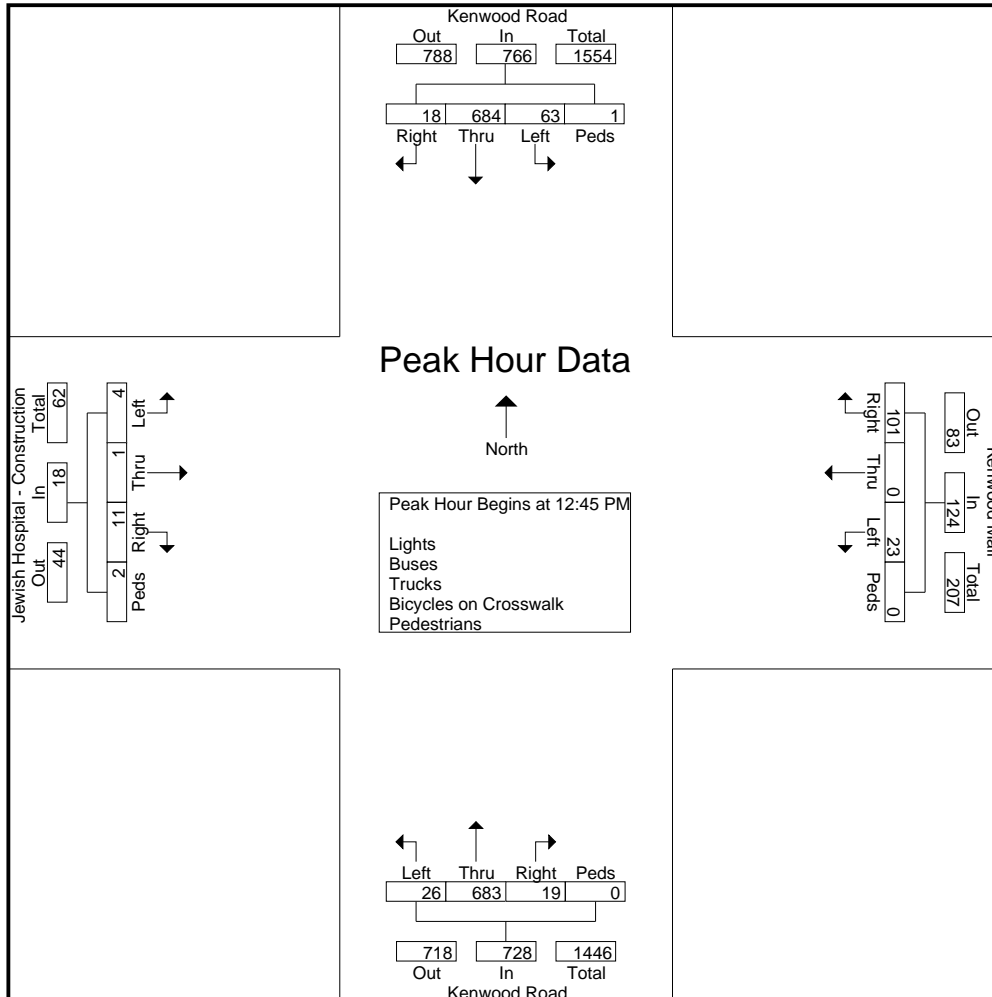 Kenwood Road
Out In Total
788 766 1554
18 684 63 1
Right Thru Left Peds
Peak Hour Data
North
Peak Hour Begins at 12:45 PM
Lights
Buses
Trucks
Bicycles on Crosswalk
Pedestrians
Jewish Hospital - Construction
Out In Total
44 18 62
4 1 11 2
Left Thru Right Peds
Kenwood Mall
Out In Total
83 124 207
101 0 23 0
Right Thru Left Peds
Left Thru Right Peds
26 683 19 0
718 728 1446
Out In Total
Kenwood Road